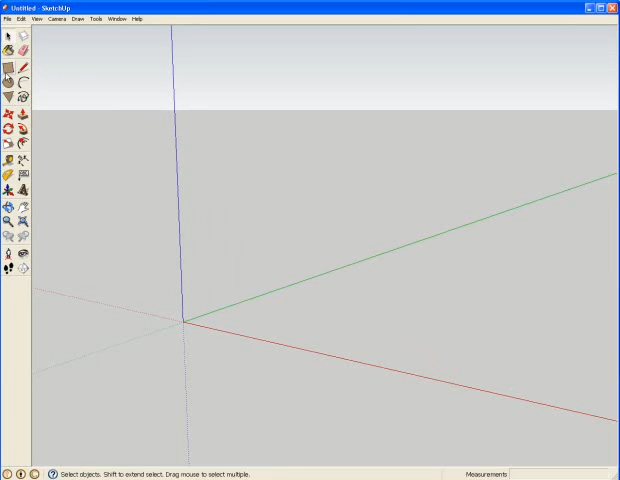 Untitled - SketchUp
File Edit View Camera Draw Tools Window Help
Select objects. Shift to extend select. Drag mouse to select multiple.
Measurements